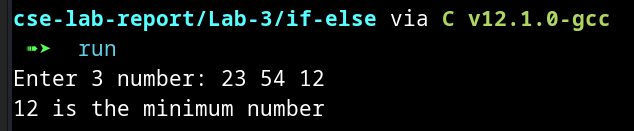 cse-lab-report/Lab-3/if-else via C v12.1.0-gcc
➠➤ run
Enter 3 number: 23 54 12
12 is the minimum number